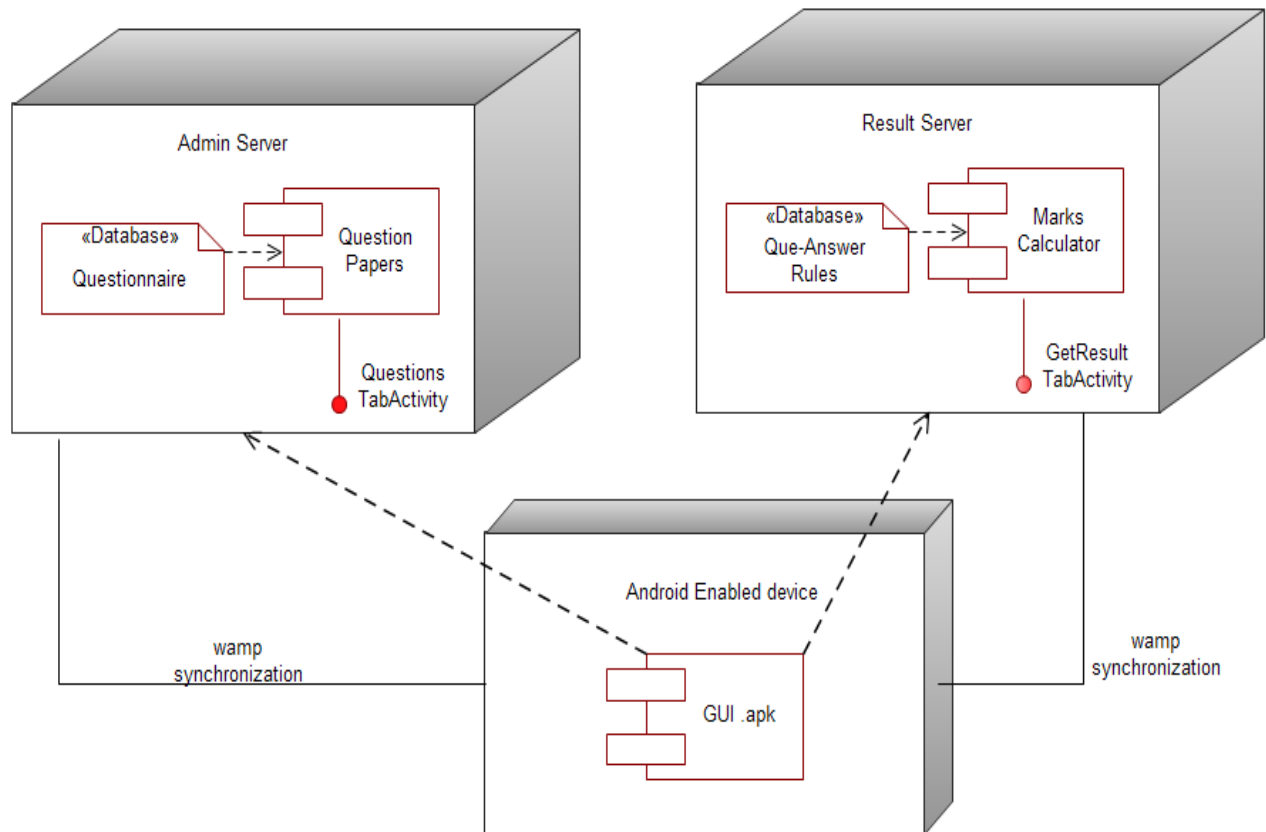 Admin Server
«Database»
Questionnaire
Question
Papers
Questions
TabActivity
Result Server
«Database»
Que-Answer
Rules
Marks
Calculator
GetResult
TabActivity
Android Enabled device
GUI .apk
wamp
synchronization
wamp
synchronization